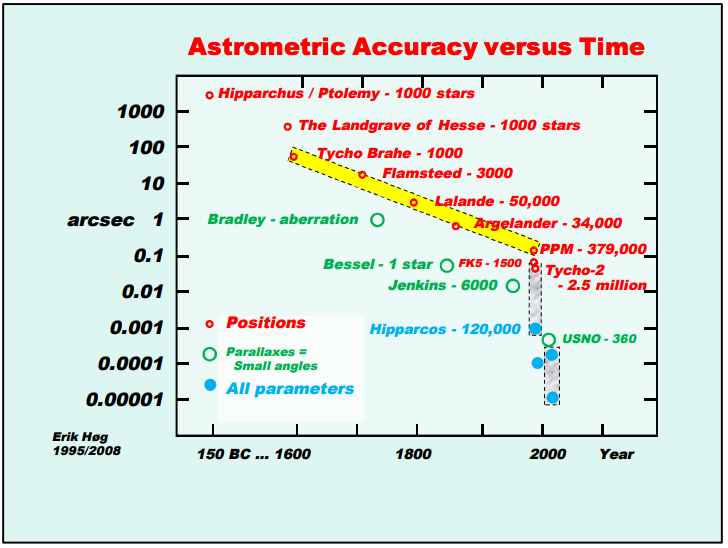 Astrometric Accuracy versus Time
Hipparchus / Ptolemy - 1000 stars
1000
The Landgrave of Hesse - 1000 stars
100
Tycho Brahe - 1000
Flamsteed - 3000
10
Lalande - 50,000
arcsec 1
Bradley - aberration
Argelander - 34,000
0.1
PPM - 379,000
Bessel - 1 star
FK5 - 1500
Tycho-2
- 2.5 million
Jenkins - 6000
0.01
Positions
Hipparcos - 120,000
0.001
USNO - 360
Parallaxes =
Small angles
0.0001
All parameters
0.00001
Erik Høg
1995/2008
150 BC ... 1600 1800 2000 Year